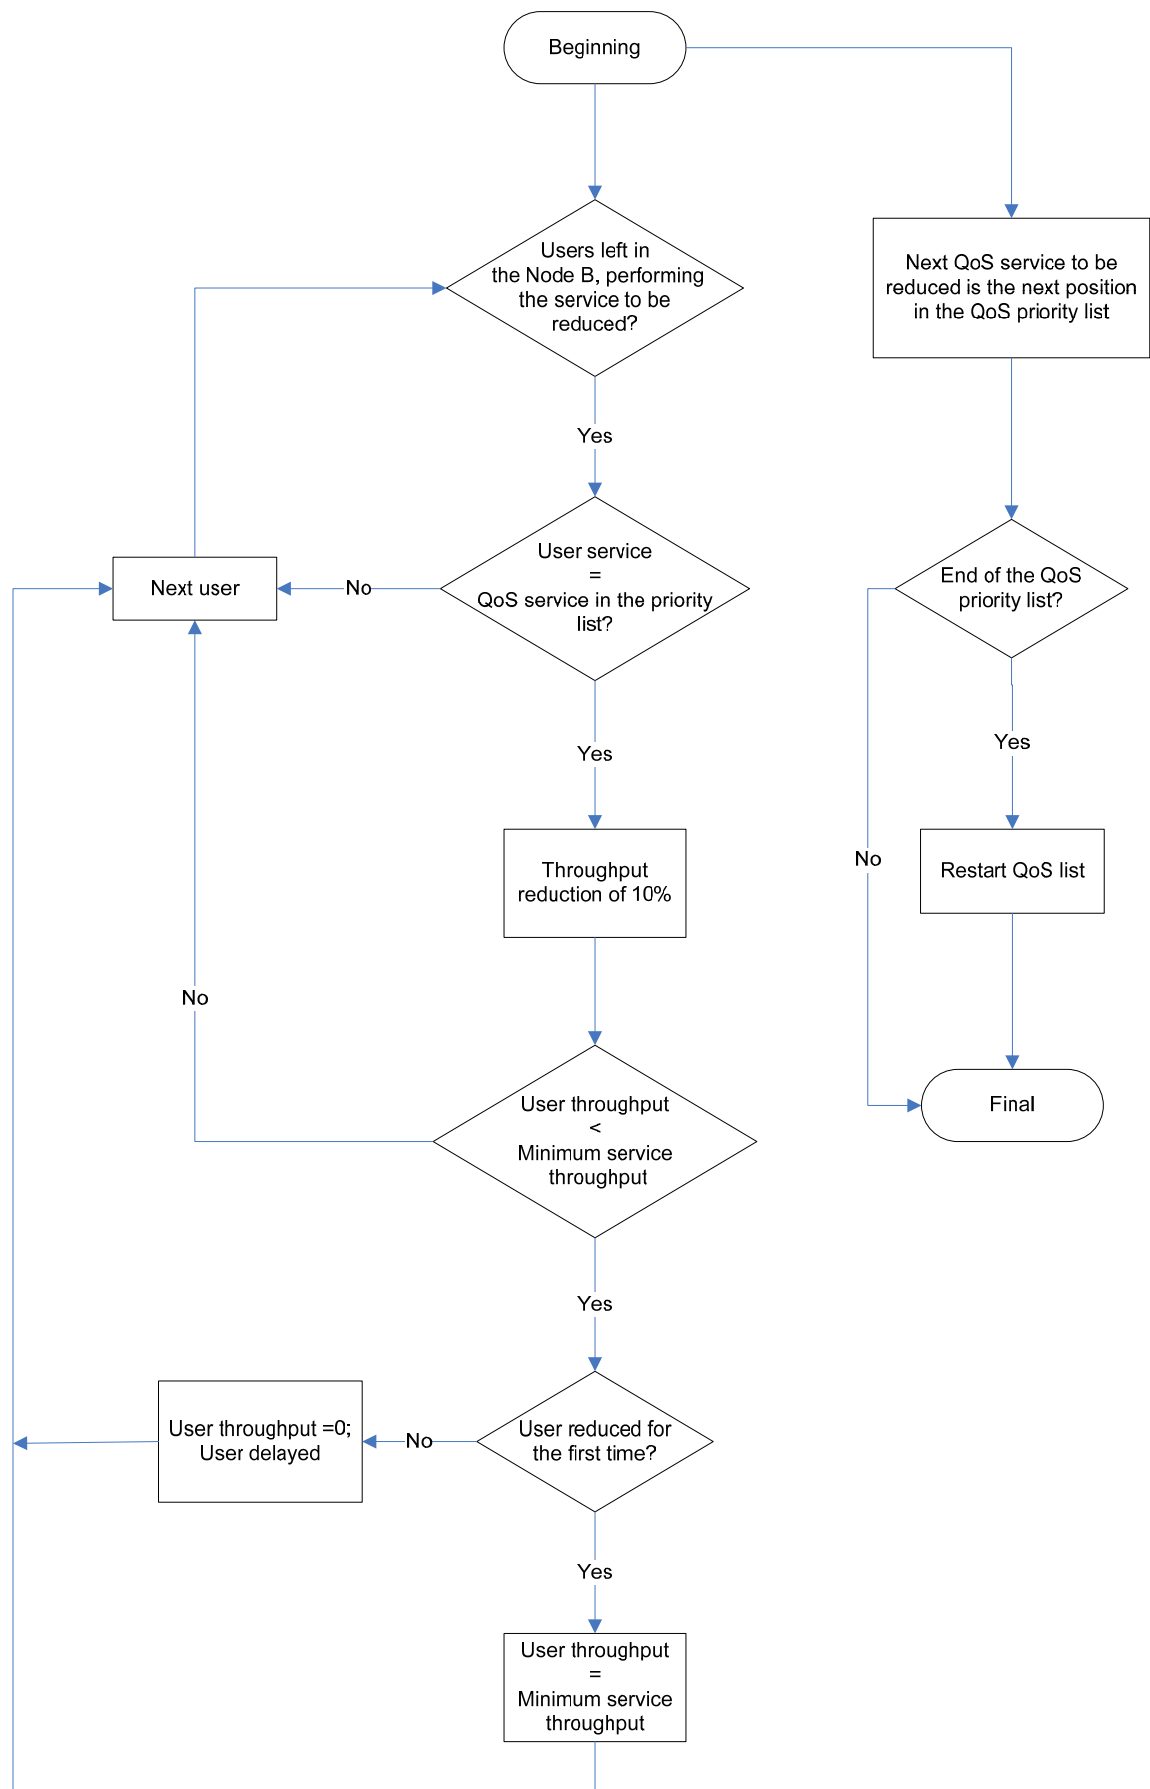 Beginning
Users left in
the Node B, performing
the service to be
reduced?
Next QoS service to be
reduced is the next position
in the QoS priority list
Yes
User service
=
QoS service in the priority
list?
No
Next user
End of the QoS
priority list?
Yes
Yes
Throughput
reduction of 10%
No
Restart QoS list
No
User throughput
<
Minimum service
throughput
Final
Yes
User throughput =0;
User delayed
No
User reduced for
the first time?
Yes
User throughput
=
Minimum service
throughput